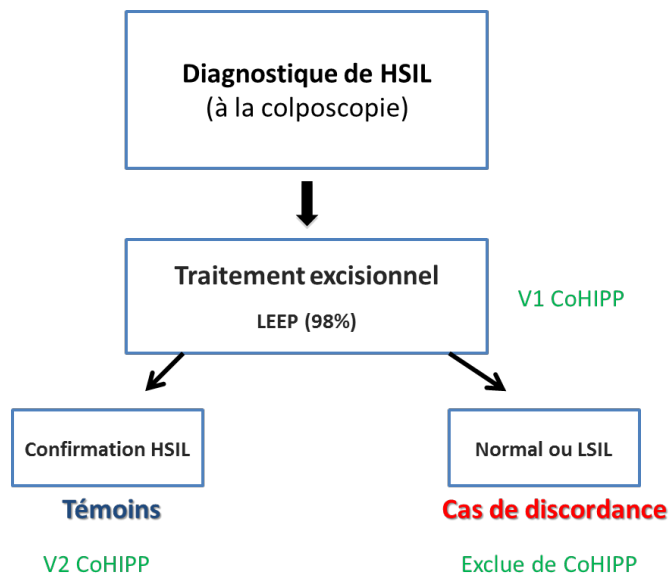 Diagnostique de HSIL
(à la colposcopie)
Traitement excisionnel
LEEP (98%)
V1 CoHIPP
Confirmation HSIL
Normal ou LSIL
Témoins
Cas de discordance
V2 CoHIPP
Exclue de CoHIPP